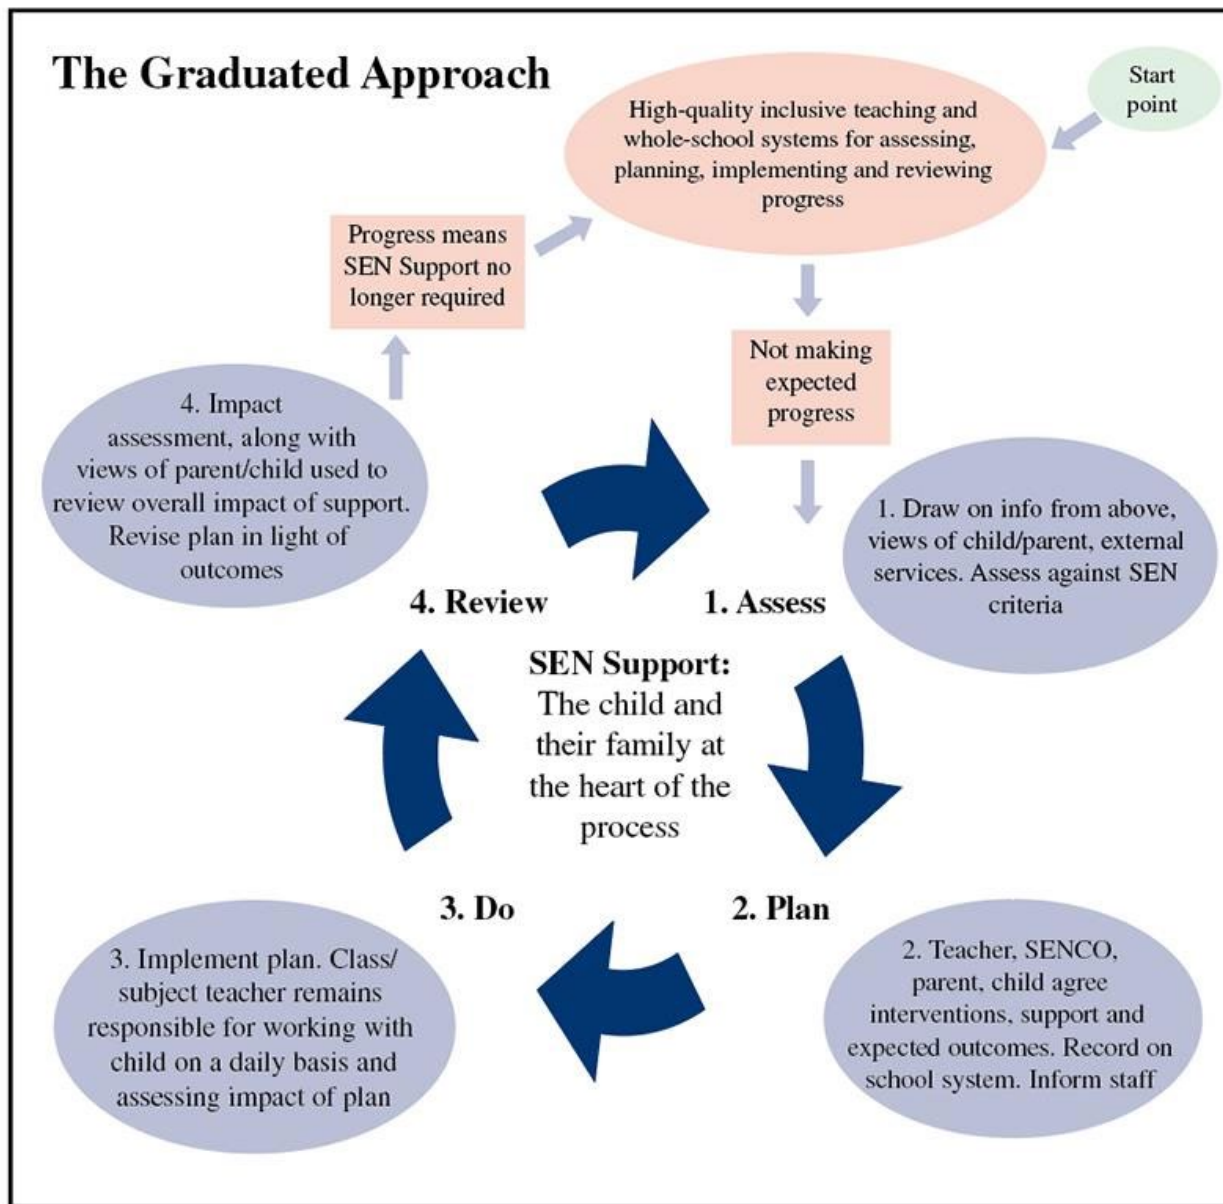 The Graduated Approach
Start
point
High-quality inclusive teaching and
whole-school systems for assessing,
planning, implementing and reviewing
progress
Progress means
SEN Support no
longer required
Not making
expected
progress
4. Impact
assessment, along with
views of parent/child used to
review overall impact of support.
Revise plan in light of
outcomes
1. Draw on info from above,
views of child/parent, external
services. Assess against SEN
criteria
4. Review
1. Assess
SEN Support:
The child and
their family at
the heart of the
process
3. Do
2. Plan
3. Implement plan. Class/
subject teacher remains
responsible for working with
child on a daily basis and
assessing impact of plan
2. Teacher, SENCO,
parent, child agree
interventions, support and
expected outcomes. Record on
school system. Inform staff